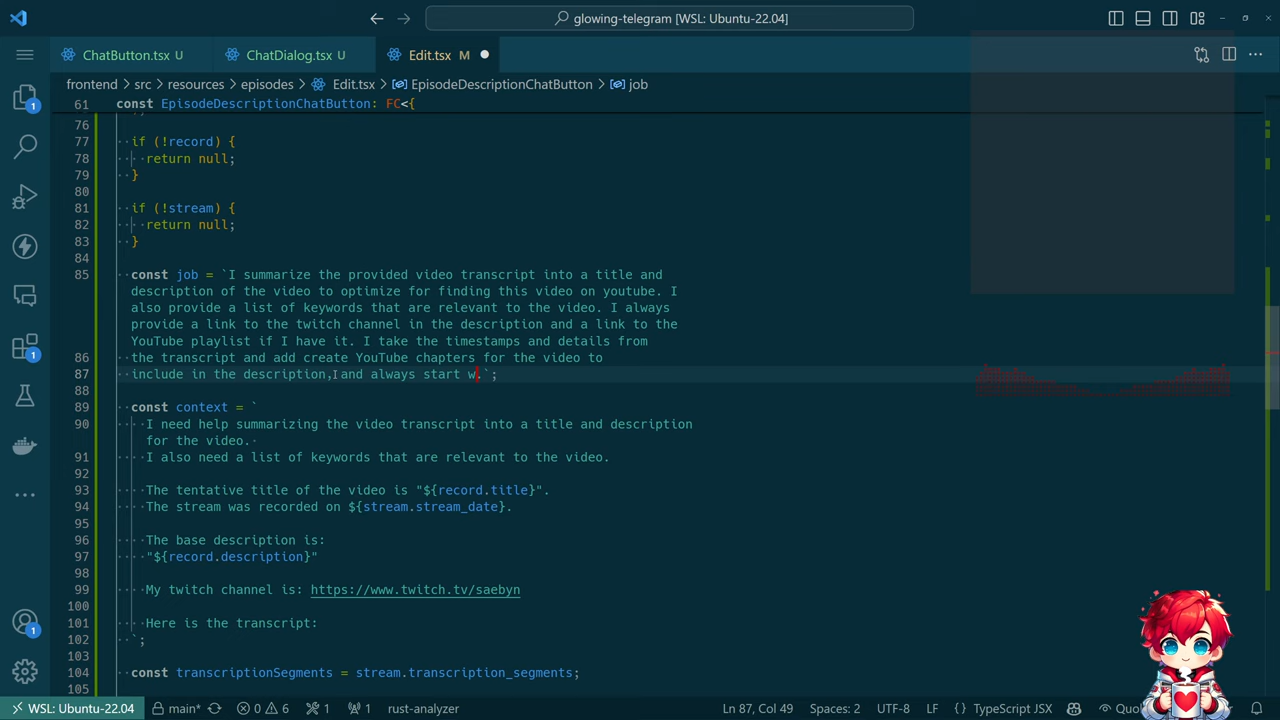 glowing-telegram [WSL: Ubuntu-22.04]
ChatButton.tsx U
ChatDialog.tsx U
Edit.tsx M
frontend > src > resources > episodes > Edit.tsx > EpisodeDescriptionChatButton > job
61 const EpisodeDescriptionChatButton: FC<{
76
77 if (!record) {
78 return null;
79 }
80
81 if (!stream) {
82 return null;
83 }
84
85 const job = `I summarize the provided video transcript into a title and
description of the video to optimize for finding this video on youtube. I
also provide a list of keywords that are relevant to the video. I always
provide a link to the twitch channel in the description and a link to the
YouTube playlist if I have it. I take the timestamps and details from
86 the transcript and add create YouTube chapters for the video to
87 include in the description, and always start w.`;
88
89 const context = `
90 I need help summarizing the video transcript into a title and description
for the video.
91 I also need a list of keywords that are relevant to the video.
92
93 The tentative title of the video is "${record.title}".
94 The stream was recorded on ${stream.stream_date}.
95
96 The base description is:
97 "${record.description}"
98
99 My twitch channel is: https://www.twitch.tv/saebyn
100
101 Here is the transcript:
102 `;
103
104 const transcriptionSegments = stream.transcription_segments;
105
WSL: Ubuntu-22.04 main* 0 6 1 1 rust-analyzer Ln 87, Col 49 Spaces: 2 UTF-8 LF {} TypeScript JSX Quo